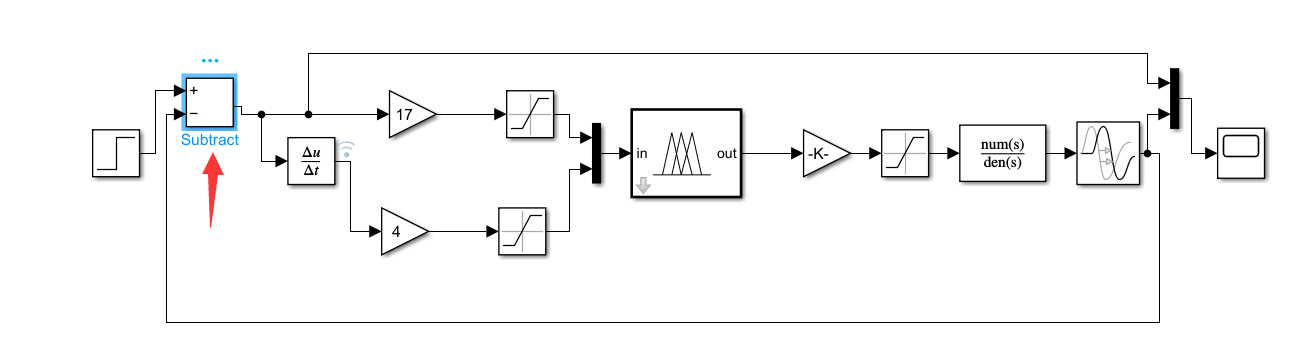 ...
+
−
Subtract
17
Δu
Δt
4
in
out
-K-
num(s)
den(s)